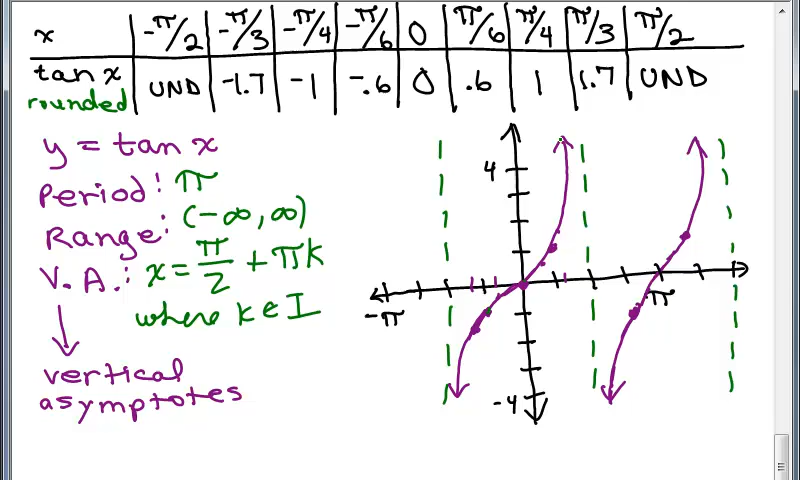 x -π/2 -π/3 -π/4 -π/6 0 π/6 π/4 π/3 π/2
tan x UND -1.7 -1 -.6 0 .6 1 1.7 UND
rounded
y = tan x
Period: π
Range: (-∞, ∞)
V.A.: x = π/2 + πk
where k ∈ I
vertical
asymptotes
4
-π
π
-4